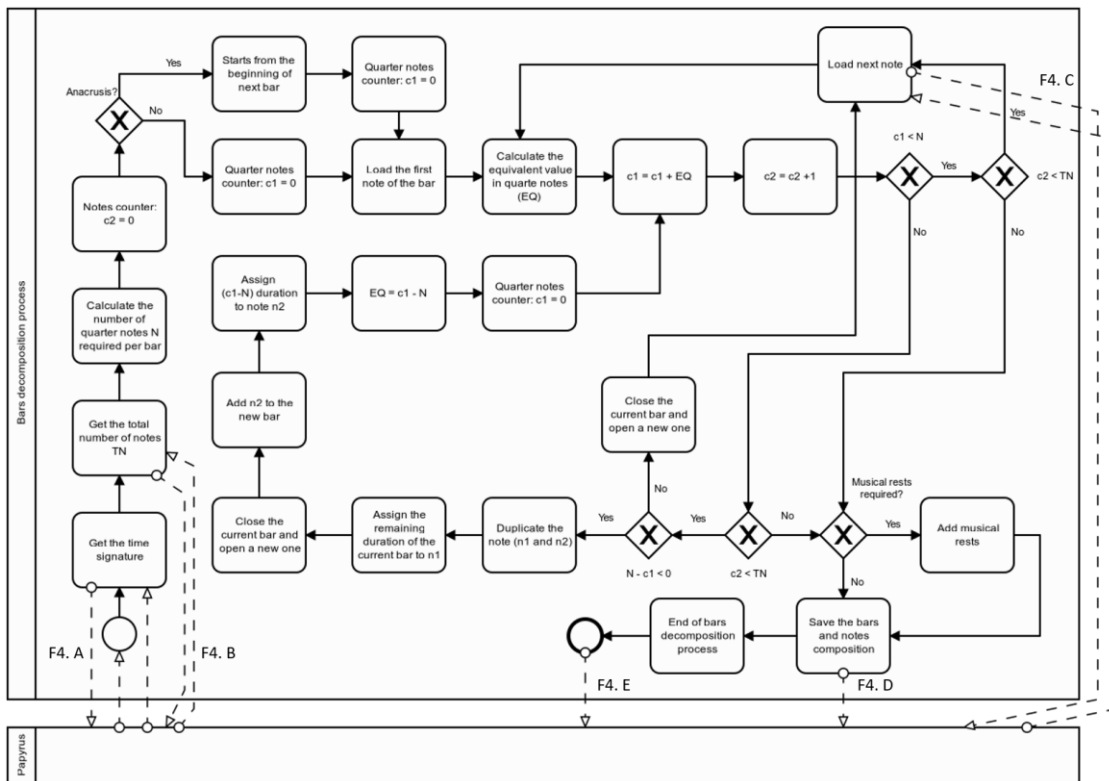 Bars decomposition process
Papyrus
Yes
Anacrusis?
No
Starts from the
beginning of
next bar
Quarter notes
counter: c1 = 0
Load next note
F4. C
Yes
c1 < N
Quarter notes
counter: c1 = 0
Load the first
note of the bar
Calculate the
equivalent value
in quarte notes
(EQ)
c1 = c1 + EQ
c2 = c2 +1
Yes
c2 < TN
No
No
Notes counter:
c2 = 0
Assign
(c1-N) duration
to note n2
EQ = c1 - N
Quarter notes
counter: c1 = 0
Calculate the
number of
quarter notes N
required per bar
Add n2 to the
new bar
Close the
current bar and
open a new one
Get the total
number of notes
TN
No
Musical rests
required?
Get the time
signature
Close the
current bar and
open a new one
Assign the
remaining
duration of the
current bar to n1
Duplicate the
note (n1 and n2)
Yes
Yes
No
Yes
Add musical
rests
N - c1 < 0
c2 < TN
No
End of bars
decomposition
process
Save the bars
and notes
composition
F4. A
F4. B
F4. E
F4. D